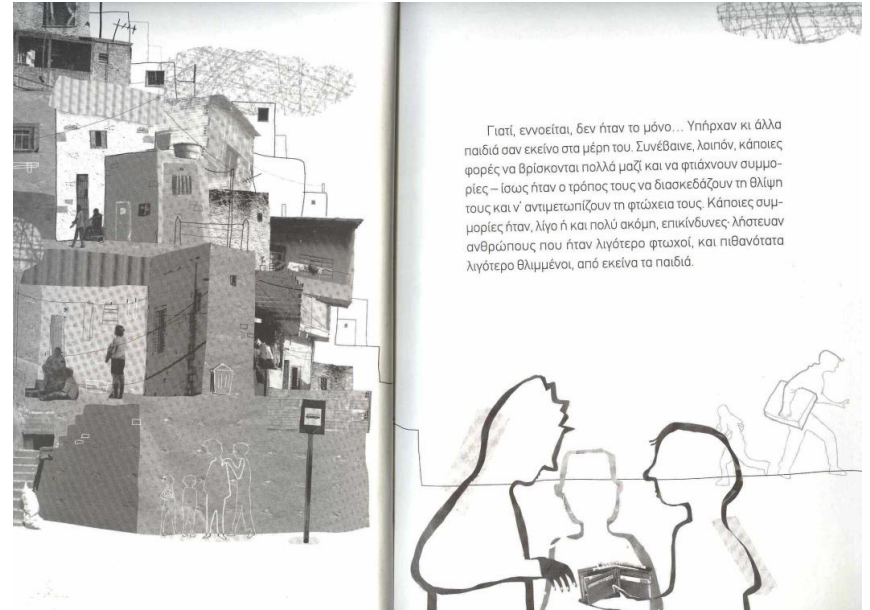 Γιατί, εννοείται, δεν ήταν το μόνο… Υπήρχαν κι άλλα
παιδιά σαν εκείνο στα μέρη του. Συνέβαινε, λοιπόν, κάποιες
φορές να βρίσκονται πολλά μαζί και να φτιάχνουν συμμο-
ρίες – ίσως ήταν ο τρόπος τους να διασκεδάζουν τη θλίψη
τους και ν’ αντιμετωπίζουν τη φτώχεια τους. Κάποιες συμ-
μορίες ήταν, λίγο ή και πολύ ακόμη, επικίνδυνες· λήστευαν
ανθρώπους που ήταν λιγότερο φτωχοί, και πιθανότατα
λιγότερο θλιμμένοι, από εκείνα τα παιδιά.